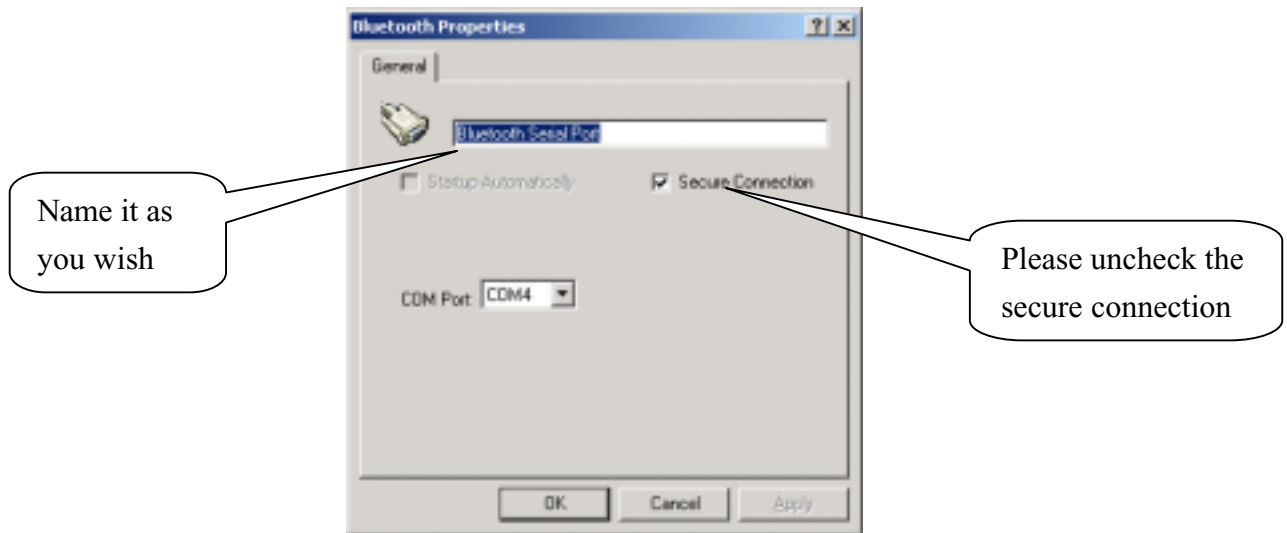 Bluetooth Properties
General
Bluetooth Serial Port
Startup Automatically
Secure Connection
Name it as
you wish
Please uncheck the
secure connection
COM Port
COM4
OK
Cancel
Apply